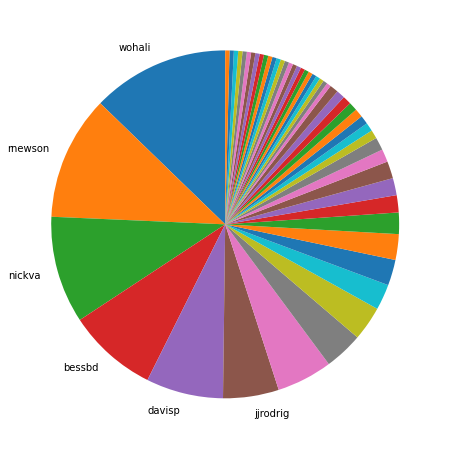 wohali
rnewson
nickva
bessbd
davisp
jjrodrig